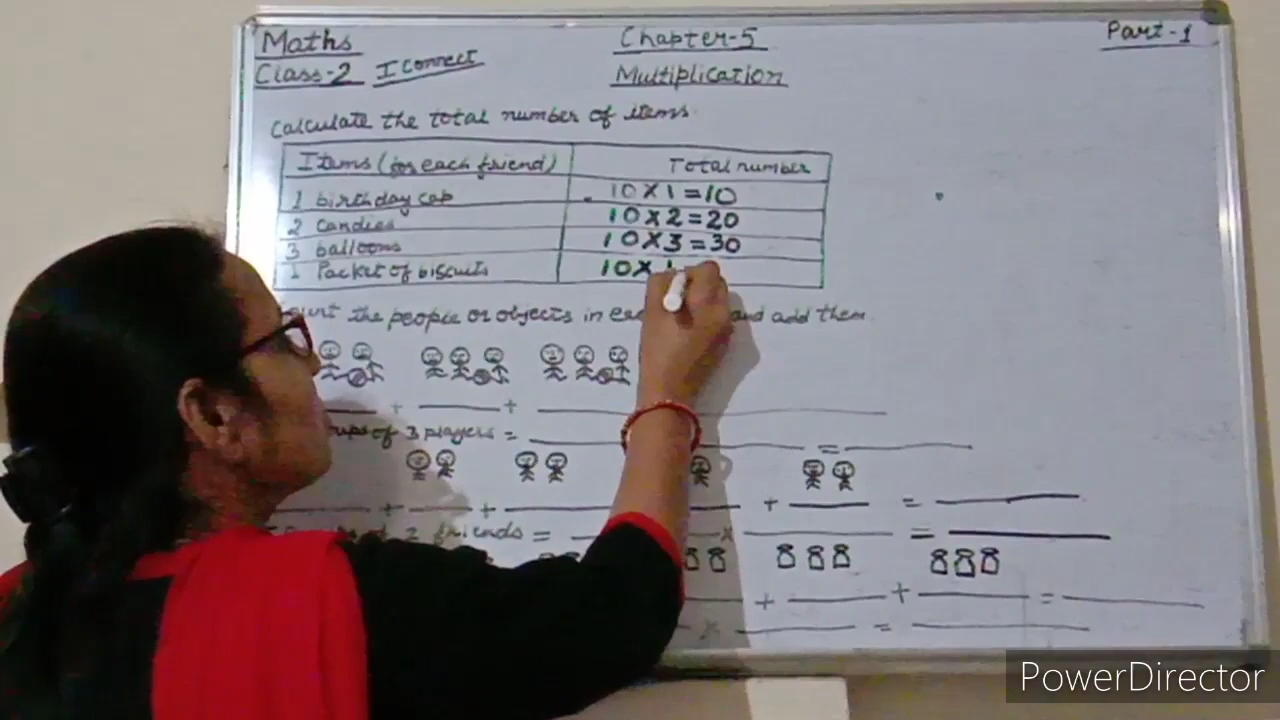 Maths Chapter-5 Part-1
Class-2 I Connect Multiplication
Calculate the total number of items.
Items (for each friend) Total number
1 birthday cap 10 × 1 = 10
2 candies 10 × 2 = 20
3 balloons 10 × 3 = 30
1 Packet of biscuits 10 × 1
the people or objects in and add them.
+ +
of 3 players = =
+ + + =
2 friends = × =
+ + =
× =
PowerDirector